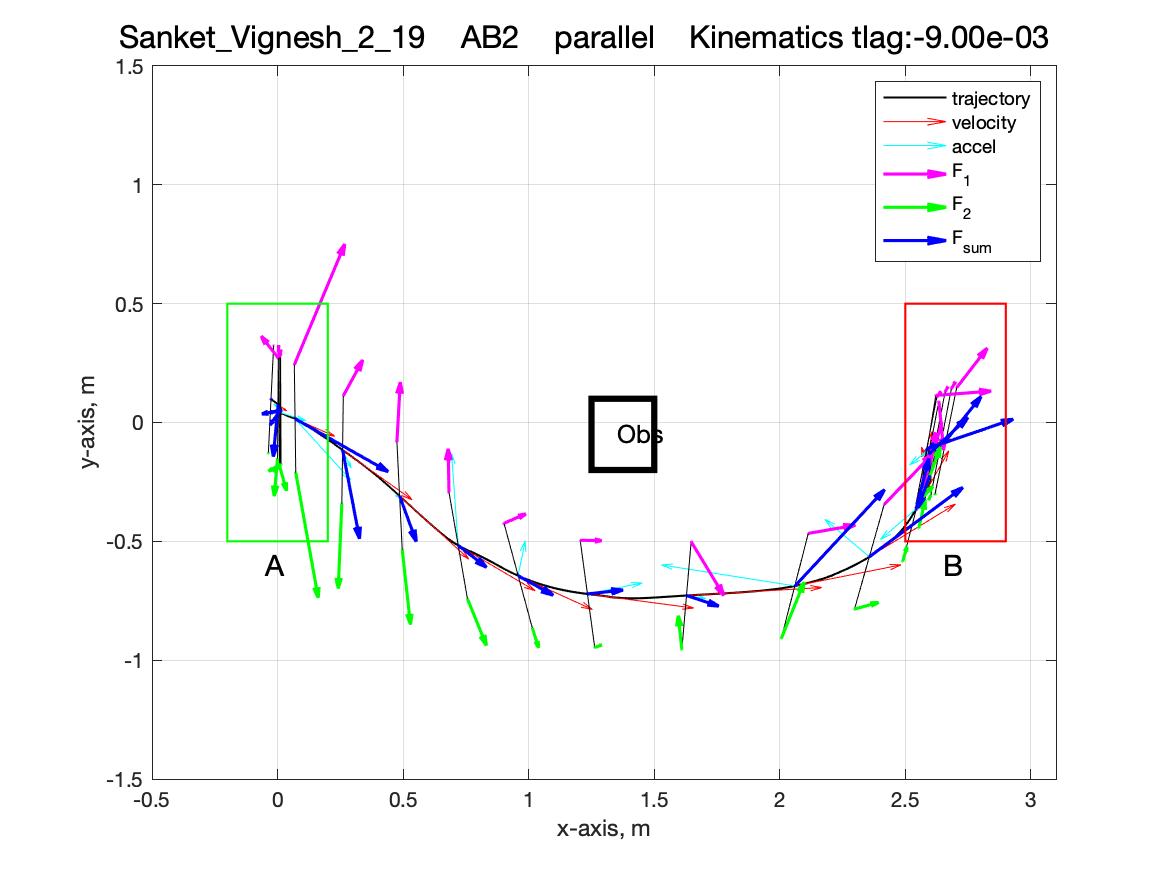 Sanket_Vignesh_2_19 AB2 parallel Kinematics tlag:-9.00e-03
1.5
1
0.5
0
-0.5
-1
-1.5
y-axis, m
trajectory
velocity
accel
F1
F2
Fsum
Obs
A
B
-0.5 0 0.5 1 1.5 2 2.5 3
x-axis, m